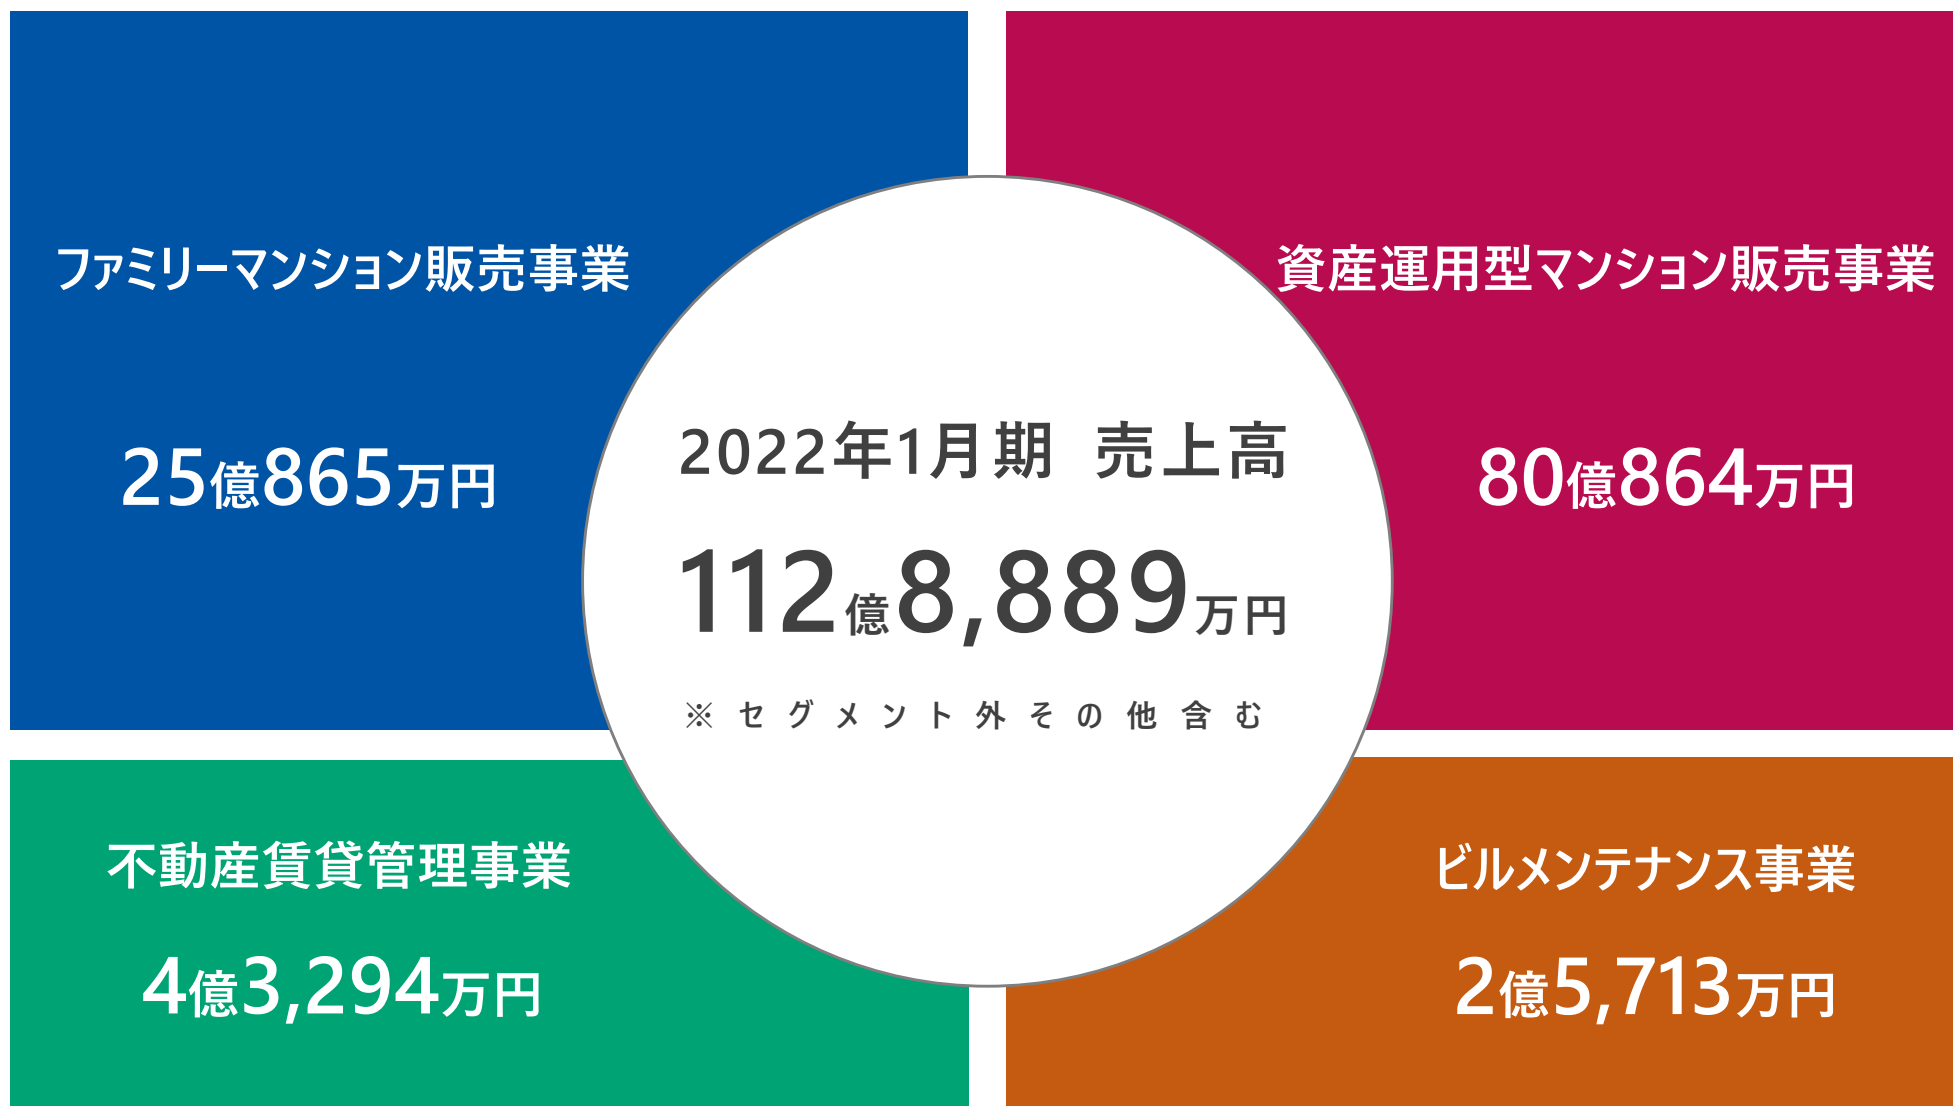 ファミリーマンション販売事業
25億865万円
資産運用型マンション販売事業
80億864万円
2022年1月期 売上高
112億8,889万円
※セグメント外その他含む
不動産賃貸管理事業
4億3,294万円
ビルメンテナンス事業
2億5,713万円